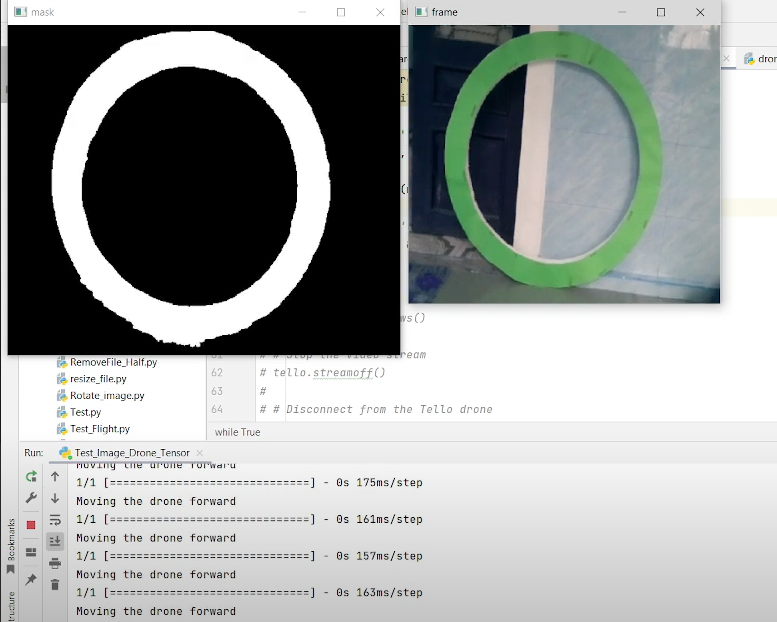 mask
frame
dron
ws()
61
# # Stop the video stream
62
# tello.streamoff()
63
#
64
# # Disconnect from the Tello drone
while True
RemoveFile_Half.py
resize_file.py
Rotate_image.py
Test.py
Test_Flight.py
Run:
Test_Image_Drone_Tensor
Moving the drone forward
1/1 [==============================] - 0s 175ms/step
Moving the drone forward
1/1 [==============================] - 0s 161ms/step
Moving the drone forward
1/1 [==============================] - 0s 157ms/step
Moving the drone forward
1/1 [==============================] - 0s 163ms/step
Moving the drone forward
Bookmarks
tructure